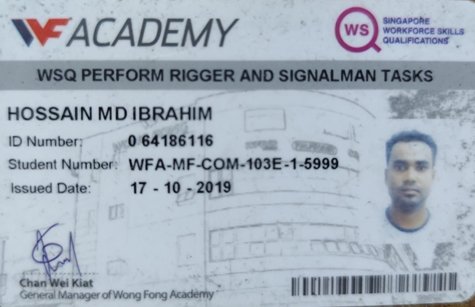 WF ACADEMY
WSQ
SINGAPORE
WORKFORCE SKILLS
QUALIFICATIONS
WSQ PERFORM RIGGER AND SIGNALMAN TASKS
HOSSAIN MD IBRAHIM
ID Number: 0 64186116
Student Number: WFA-MF-COM-103E-1-5999
Issued Date: 17 - 10 - 2019
Chan Wei Kiat
General Manager of Wong Fong Academy